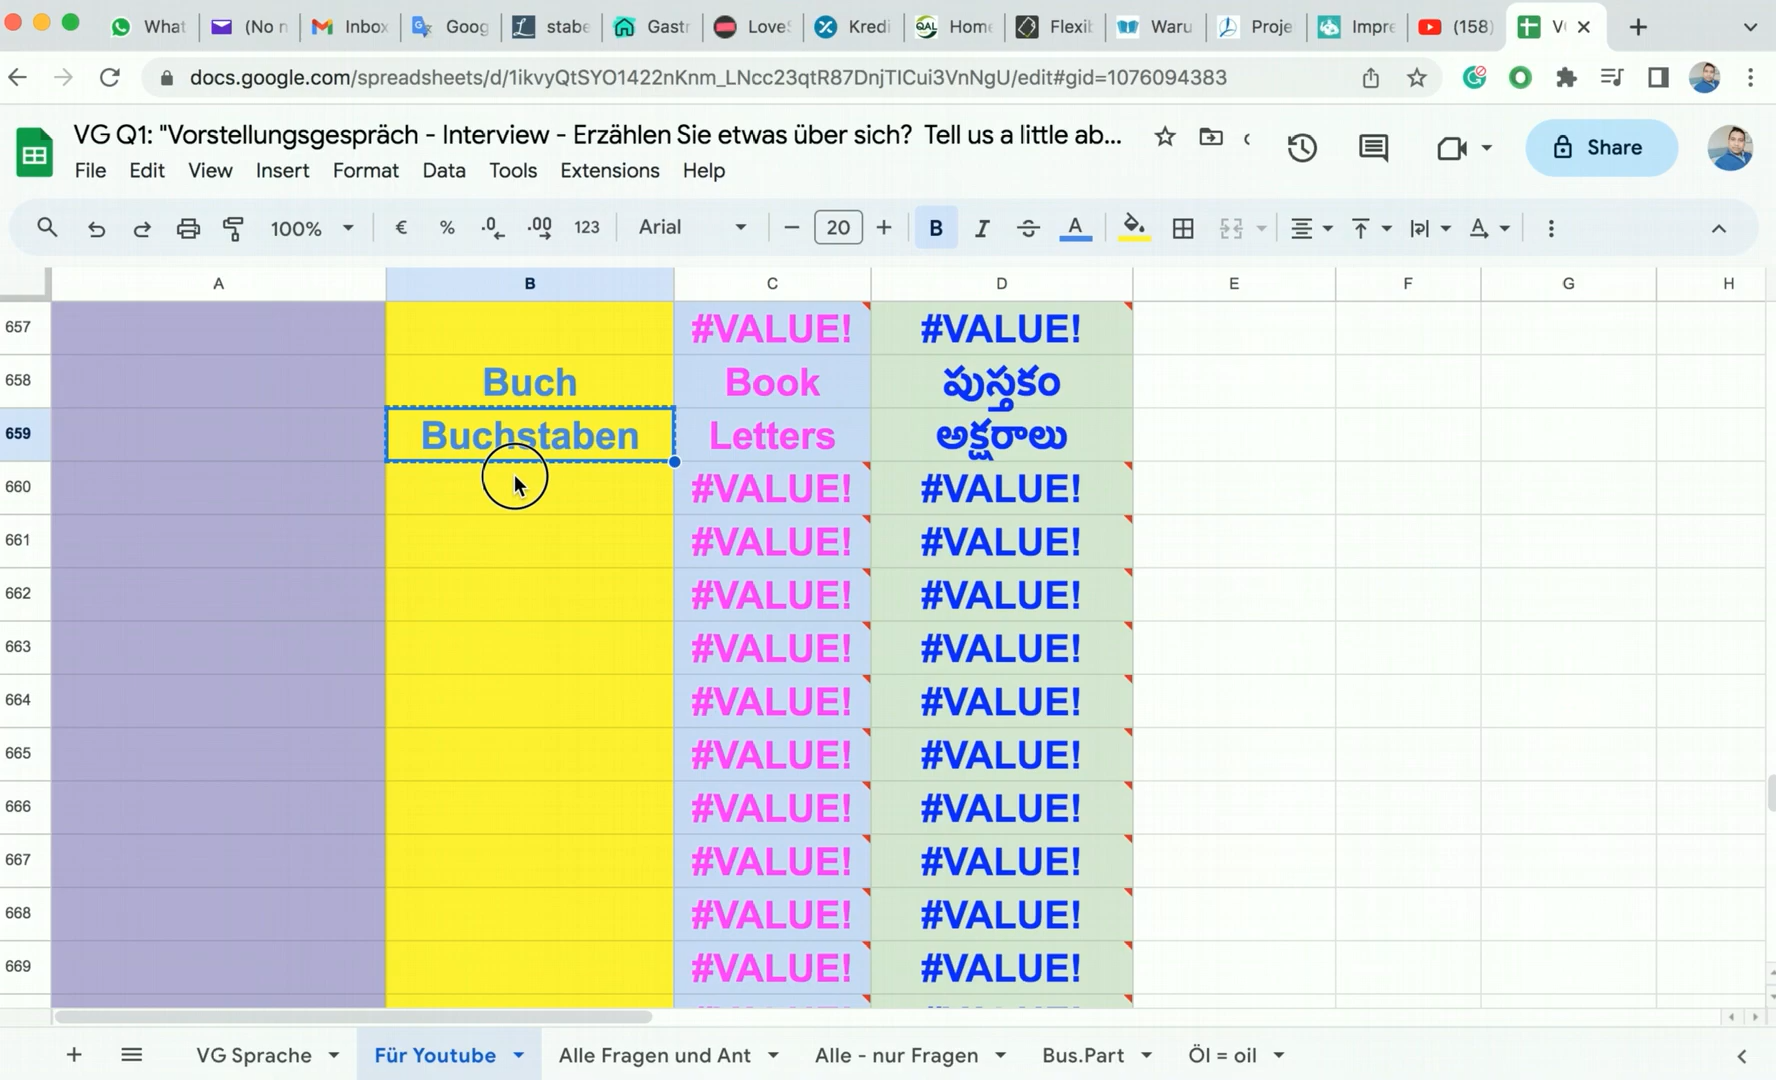 What
(No r
Inbox
Goog
stabe
Gastr
Love
Kredi
Home
Flexib
Waru
Proje
Impre
(158)
docs.google.com/spreadsheets/d/1ikvyQtSYO1422nKnm_LNcc23qtR87DnjTICui3VnNgU/edit#gid=1076094383
VG Q1: "Vorstellungsgespräch - Interview - Erzählen Sie etwas über sich? Tell us a little ab...
Share
File Edit View Insert Format Data Tools Extensions Help
100% € % .0 .00 123 Arial 20 B I S A
A B C D E F G H
657 #VALUE! #VALUE!
658 Buch Book పుస్తకం
659 Buchstaben Letters అక్షరాలు
660 #VALUE! #VALUE!
661 #VALUE! #VALUE!
662 #VALUE! #VALUE!
663 #VALUE! #VALUE!
664 #VALUE! #VALUE!
665 #VALUE! #VALUE!
666 #VALUE! #VALUE!
667 #VALUE! #VALUE!
668 #VALUE! #VALUE!
669 #VALUE! #VALUE!
VG Sprache Für Youtube Alle Fragen und Ant Alle - nur Fragen Bus.Part Öl = oil